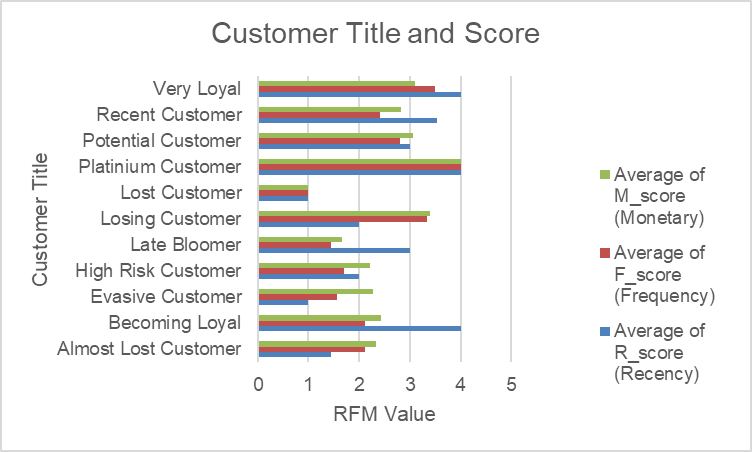 Customer Title and Score
Customer Title
Very Loyal
Recent Customer
Potential Customer
Platinium Customer
Lost Customer
Losing Customer
Late Bloomer
High Risk Customer
Evasive Customer
Becoming Loyal
Almost Lost Customer
0 1 2 3 4 5
RFM Value
Average of
M_score
(Monetary)
Average of
F_score
(Frequency)
Average of
R_score
(Recency)